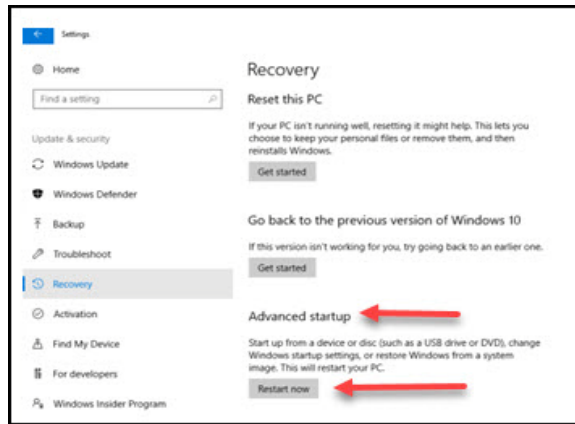 Settings
Home
Find a setting
Update & security
Windows Update
Windows Defender
Backup
Troubleshoot
Recovery
Activation
Find My Device
For developers
Windows Insider Program
Recovery
Reset this PC
If your PC isn't running well, resetting it might help. This lets you
choose to keep your personal files or remove them, and then
reinstalls Windows.
Get started
Go back to the previous version of Windows 10
If this version isn't working for you, try going back to an earlier one.
Get started
Advanced startup
Start up from a device or disc (such as a USB drive or DVD), change
Windows startup settings, or restore Windows from a system
image. This will restart your PC.
Restart now